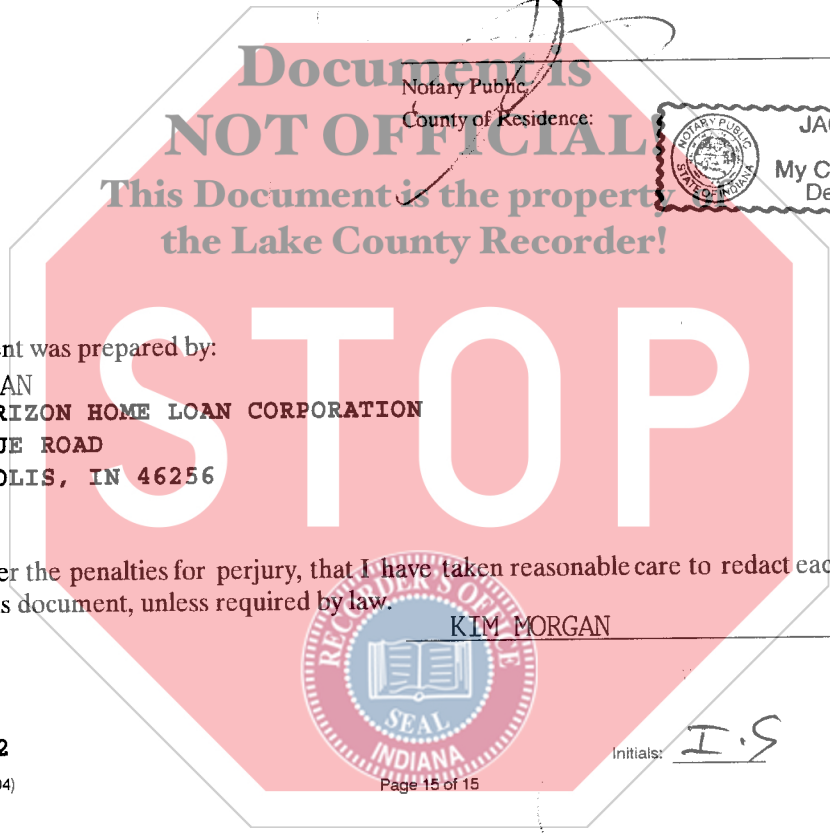 Document is
Notary Public
County of Residence:
NOT OFFICIAL!
This Document is the property of
the Lake County Recorder!
NOTARY PUBLIC
STATE OF INDIANA
JA
My C
De
STOP
nt was prepared by:
AN
RIZON HOME LOAN CORPORATION
UE ROAD
OLIS, IN 46256
er the penalties for perjury, that I have taken reasonable care to redact eac
s document, unless required by law.
KIM MORGAN
RECORDER'S OFFICE
SEAL
INDIANA
2
Initials: I.S
04)
Page 15 of 15